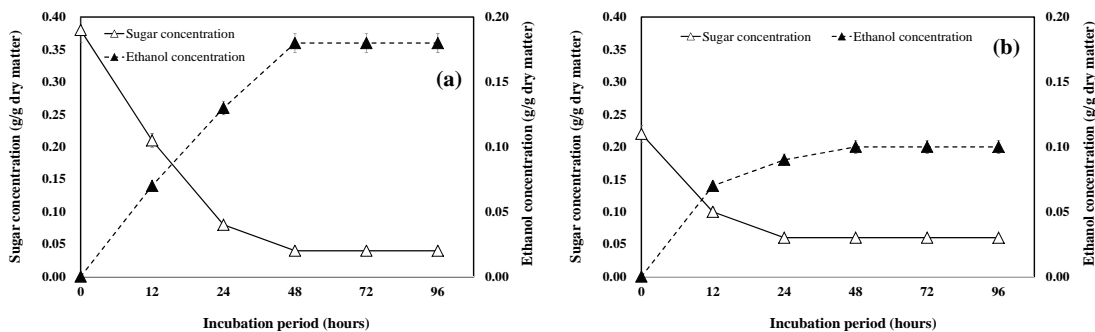 0.40
0.35
0.30
0.25
0.20
0.15
0.10
0.05
0.00
Sugar concentration (g/g dry matter)
Sugar concentration
Ethanol concentration
(a)
0.20
0.15
0.10
0.05
0.00
Ethanol concentration (g/g dry matter)
0 12 24 48 72 96
Incubation period (hours)
0.40
0.35
0.30
0.25
0.20
0.15
0.10
0.05
0.00
Sugar concentration (g/g dry matter)
Sugar concentration Ethanol concentration
(b)
0.20
0.15
0.10
0.05
0.00
Ethanol concentration (g/g dry matter)
0 12 24 48 72 96
Incubation period (hours)